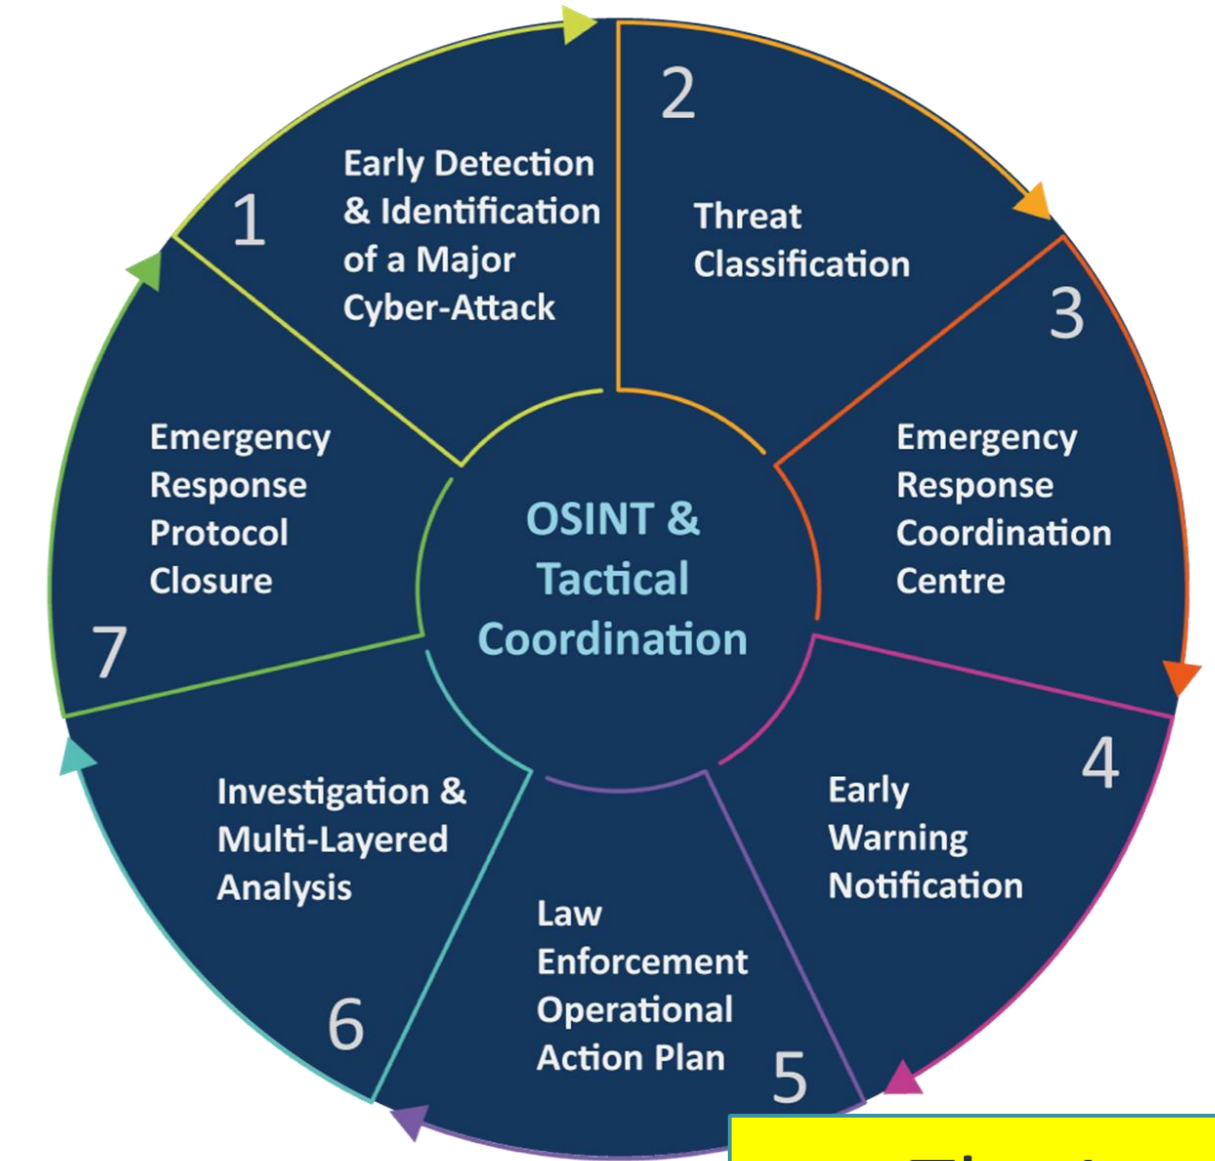 1
Early Detection
& Identification
of a Major
Cyber-Attack
2
Threat
Classification
3
Emergency
Response
Coordination
Centre
4
Early
Warning
Notification
5
Law
Enforcement
Operational
Action Plan
6
Investigation &
Multi-Layered
Analysis
7
Emergency
Response
Protocol
Closure
OSINT &
Tactical
Coordination